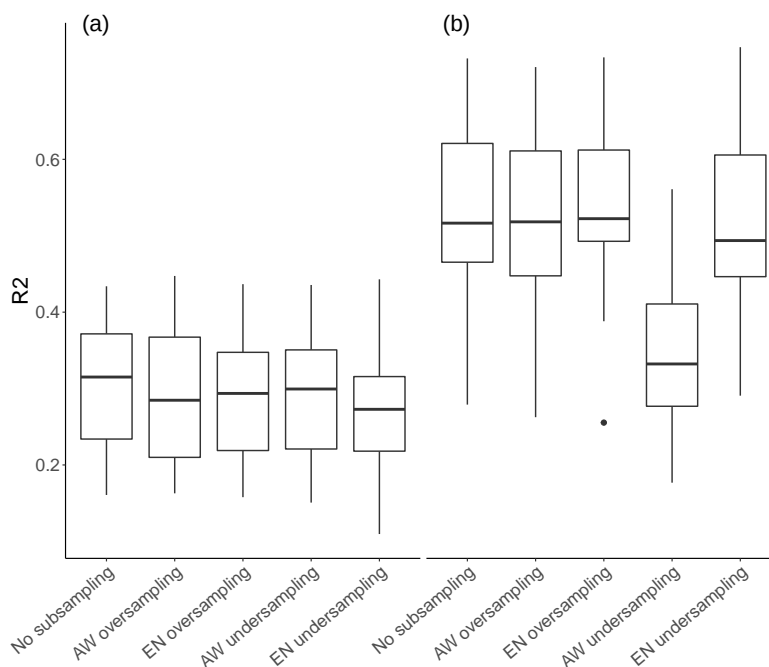 (a)
(b)
R2
0.6
0.4
0.2
No subsampling
AW oversampling
EN oversampling
AW undersampling
EN undersampling
No subsampling
AW oversampling
EN oversampling
AW undersampling
EN undersampling